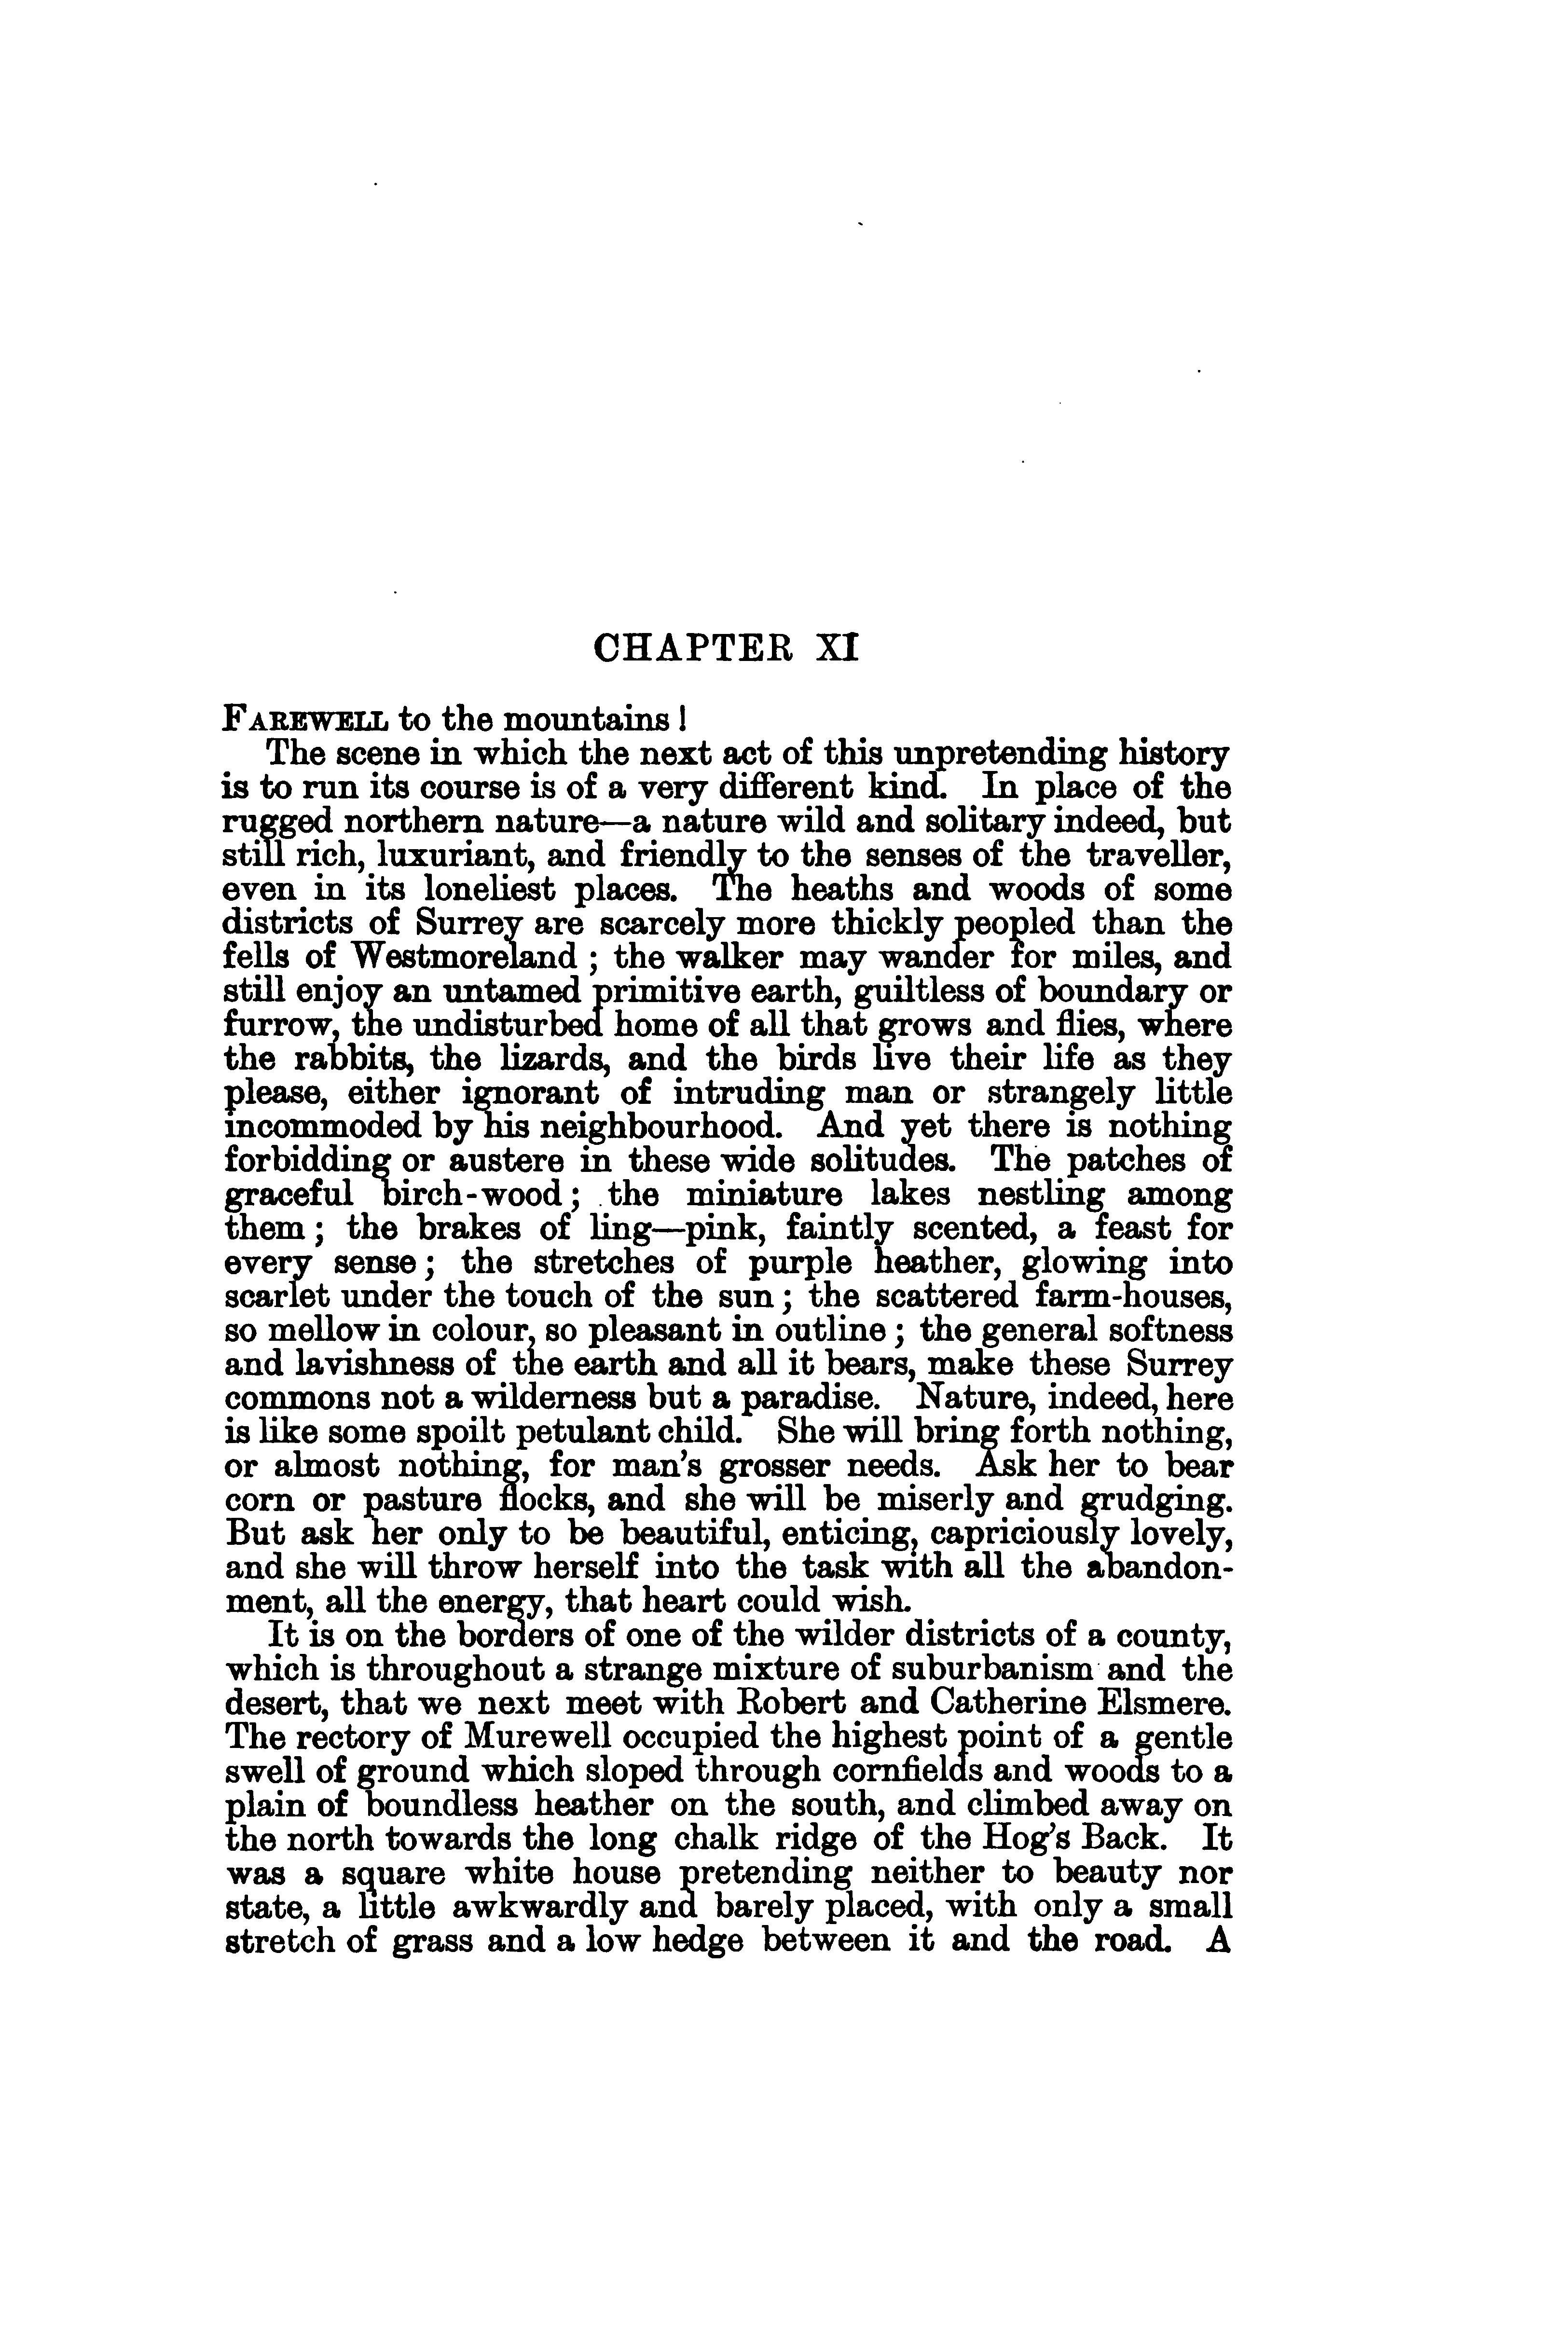 CHAPTER XI
FAREWELL to the mountains!
The scene in which the next act of this unpretending history
is to run its course is of a very different kind. In place of the
rugged northern nature—a nature wild and solitary indeed, but
still rich, luxuriant, and friendly to the senses of the traveller,
even in its loneliest places. The heaths and woods of some
districts of Surrey are scarcely more thickly peopled than the
fells of Westmoreland; the walker may wander for miles, and
still enjoy an untamed primitive earth, guiltless of boundary or
furrow, the undisturbed home of all that grows and flies, where
the rabbits, the lizards, and the birds live their life as they
please, either ignorant of intruding man or strangely little
incommoded by his neighbourhood. And yet there is nothing
forbidding or austere in these wide solitudes. The patches of
graceful birch-wood; the miniature lakes nestling among
them; the brakes of ling—pink, faintly scented, a feast for
every sense; the stretches of purple heather, glowing into
scarlet under the touch of the sun; the scattered farm-houses,
so mellow in colour, so pleasant in outline; the general softness
and lavishness of the earth and all it bears, make these Surrey
commons not a wilderness but a paradise. Nature, indeed, here
is like some spoilt petulant child. She will bring forth nothing,
or almost nothing, for man's grosser needs. Ask her to bear
corn or pasture flocks, and she will be miserly and grudging.
But ask her only to be beautiful, enticing, capriciously lovely,
and she will throw herself into the task with all the abandon-
ment, all the energy, that heart could wish.
It is on the borders of one of the wilder districts of a county,
which is throughout a strange mixture of suburbanism and the
desert, that we next meet with Robert and Catherine Elsmere.
The rectory of Murewell occupied the highest point of a gentle
swell of ground which sloped through cornfields and woods to a
plain of boundless heather on the south, and climbed away on
the north towards the long chalk ridge of the Hog's Back. It
was a square white house pretending neither to beauty nor
state, a little awkwardly and barely placed, with only a small
stretch of grass and a low hedge between it and the road. A